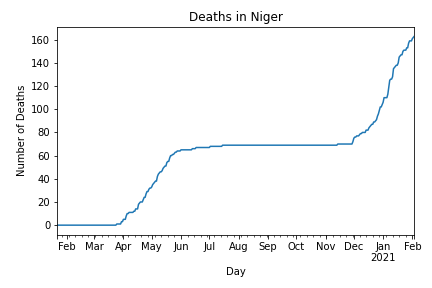 Deaths in Niger
Number of Deaths
160
140
120
100
80
60
40
20
0
Feb Mar Apr May Jun Jul Aug Sep Oct Nov Dec Jan Feb
2021
Day